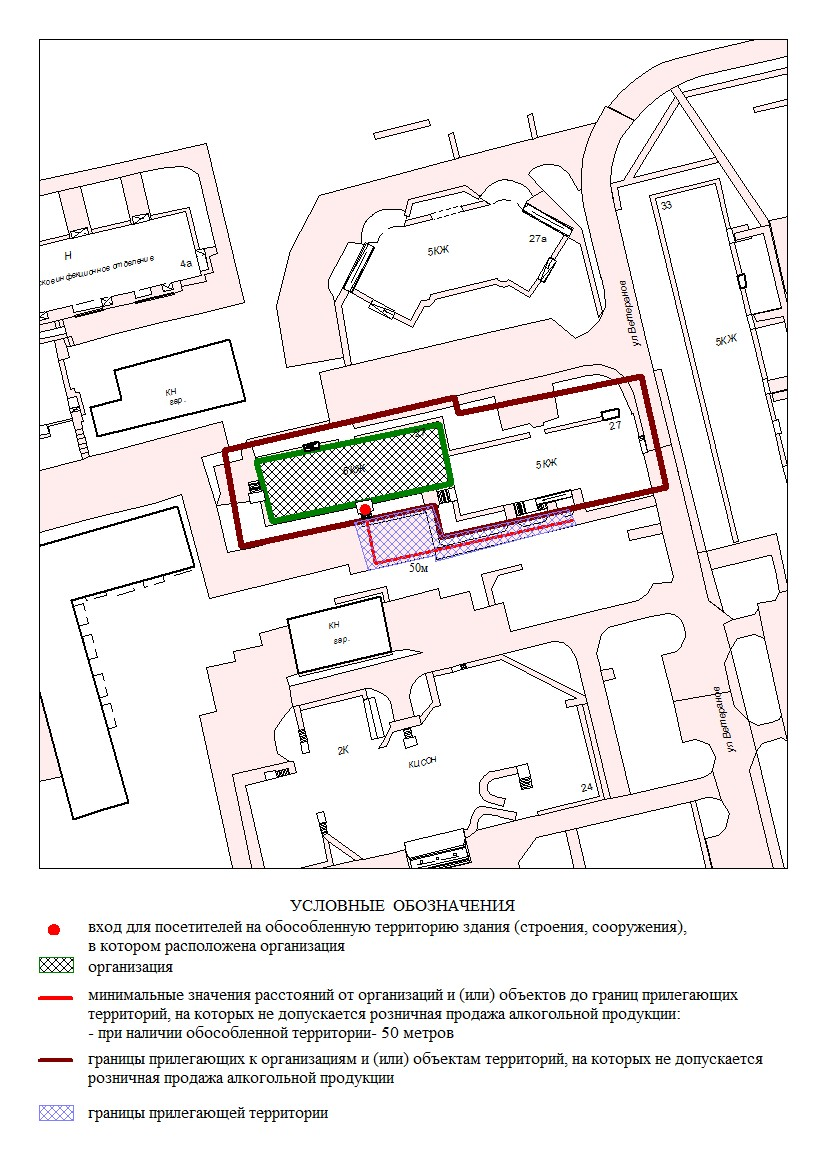 33
5КЖ
27а
Н
4а
ул Ветеранов
5КЖ
КН
гар.
27
5КЖ
50м
КН
гар.
ул Ветеранов
2К
КИСОН
24
УСЛОВНЫЕ ОБОЗНАЧЕНИЯ
вход для посетителей на обособленную территорию здания (строения, сооружения),
в котором расположена организация
организация
минимальные значения расстояний от организаций и (или) объектов до границ прилегающих
территорий, на которых не допускается розничная продажа алкогольной продукции:
- при наличии обособленной территории- 50 метров
границы прилегающих к организациям и (или) объектам территорий, на которых не допускается
розничная продажа алкогольной продукции
границы прилегающей территории